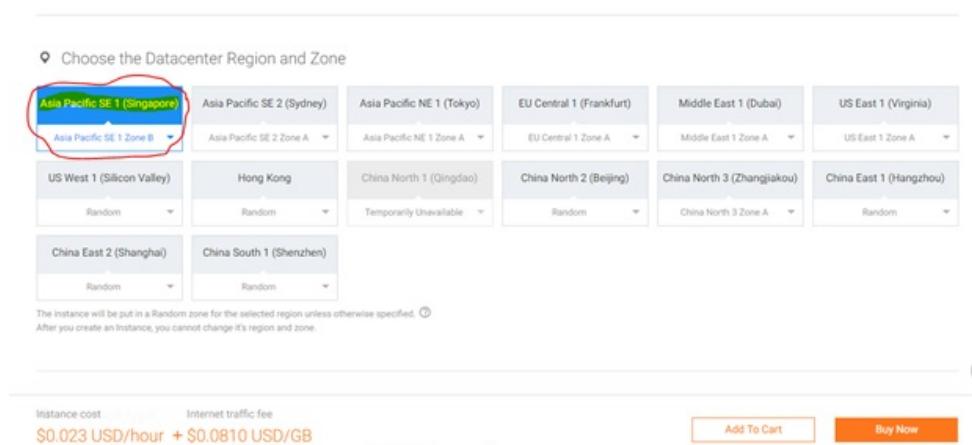 Choose the Datacenter Region and Zone
Asia Pacific SE 1 (Singapore) Asia Pacific SE 2 (Sydney) Asia Pacific NE 1 (Tokyo) EU Central 1 (Frankfurt) Middle East 1 (Dubai) US East 1 (Virginia)
Asia Pacific SE 1 Zone B Asia Pacific SE 2 Zone A Asia Pacific NE 1 Zone A EU Central 1 Zone A Middle East 1 Zone A US East 1 Zone A
US West 1 (Silicon Valley) Hong Kong China North 1 (Qingdao) China North 2 (Beijing) China North 3 (Zhangjiakou) China East 1 (Hangzhou)
Random Random Temporarily Unavailable Random China North 3 Zone A Random
China East 2 (Shanghai) China South 1 (Shenzhen)
Random Random
The instance will be put in a Random zone for the selected region unless otherwise specified. ?
After you create an Instance, you cannot change it's region and zone.
Instance cost Internet traffic fee
$0.023 USD/hour + $0.0810 USD/GB Add To Cart Buy Now